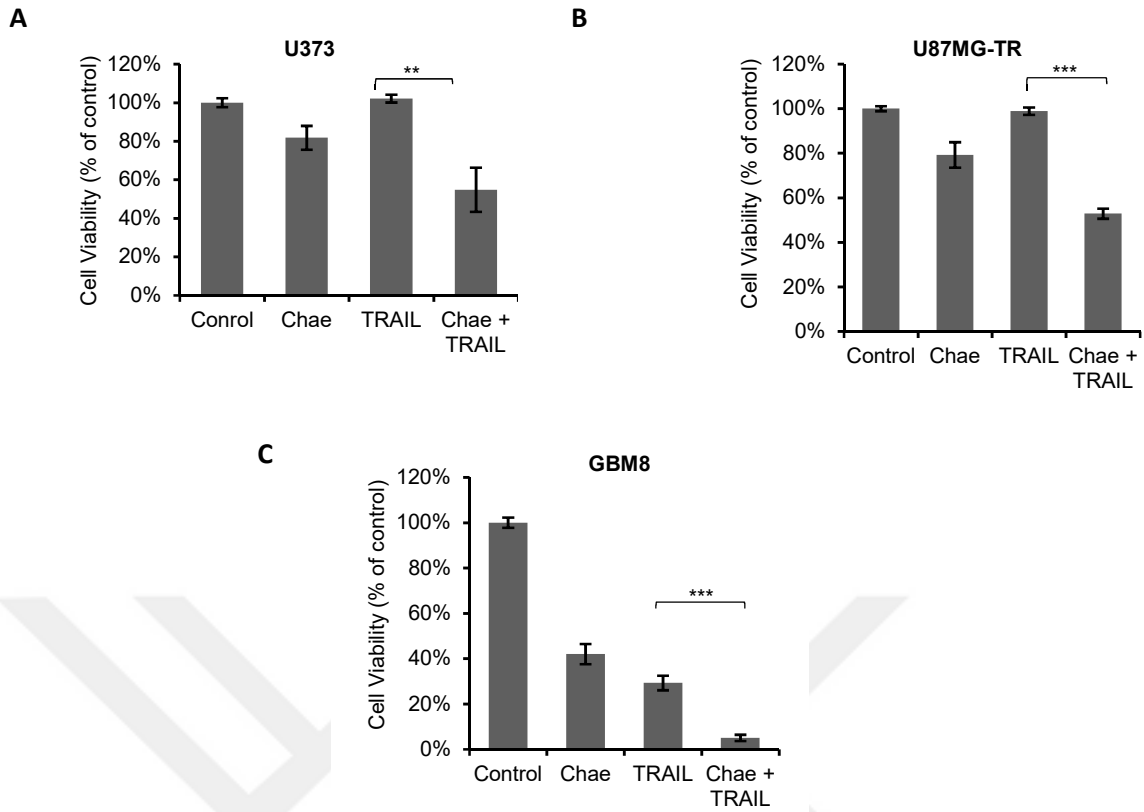 A
U373
Cell Viability (% of control)
120%
100%
80%
60%
40%
20%
0%
**
Conrol Chae TRAIL Chae +
TRAIL
B
U87MG-TR
Cell Viability (% of control)
120%
100%
80%
60%
40%
20%
0%
***
Control Chae TRAIL Chae +
TRAIL
C
GBM8
Cell Viability (% of control)
120%
100%
80%
60%
40%
20%
0%
***
Control Chae TRAIL Chae +
TRAIL